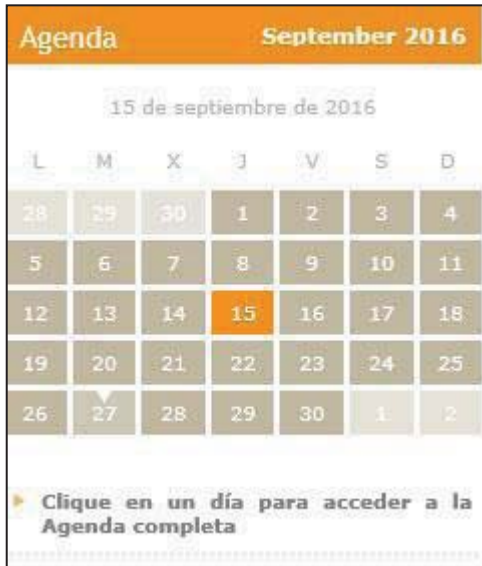 Agenda September 2016
15 de septiembre de 2016
L M X J V S D
28 29 30 1 2 3 4
5 6 7 8 9 10 11
12 13 14 15 16 17 18
19 20 21 22 23 24 25
26 27 28 29 30 1 2
Clique en un día para acceder a la
Agenda completa